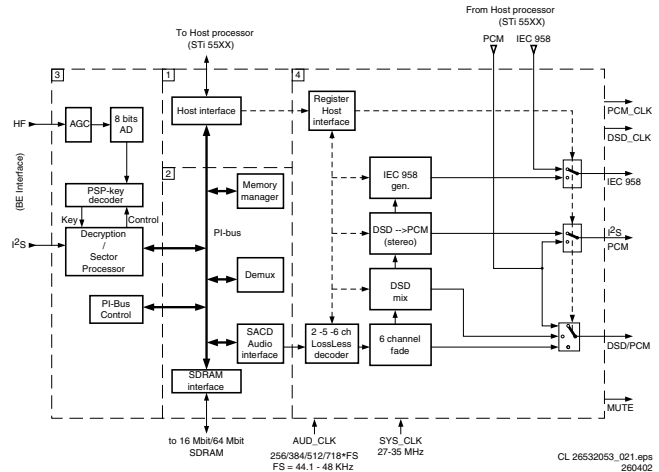 From Host processor
(STi 55XX)
To Host processor
(STi 55XX)
PCM
IEC 958
3
1
4
HF
AGC
8 bits
AD
Host interface
Register
Host
interface
PCM_CLK
DSD_CLK
(BE Interface)
2
PSP-key
decoder
Memory
manager
IEC 958
gen.
IEC 958
Key
Control
PI-bus
I²S
Decryption
/
Sector
Processor
DSD -->PCM
(stereo)
I²S
PCM
Demux
DSD
mix
PI-Bus
Control
SACD
Audio
interface
2 -5 -6 ch
LossLess
decoder
6 channel
fade
DSD/PCM
SDRAM
interface
MUTE
to 16 Mbit/64 Mbit
SDRAM
AUD_CLK
256/384/512/718*FS
FS = 44.1 - 48 KHz
SYS_CLK
27-35 MHz
CL 26532053_021.eps
260402